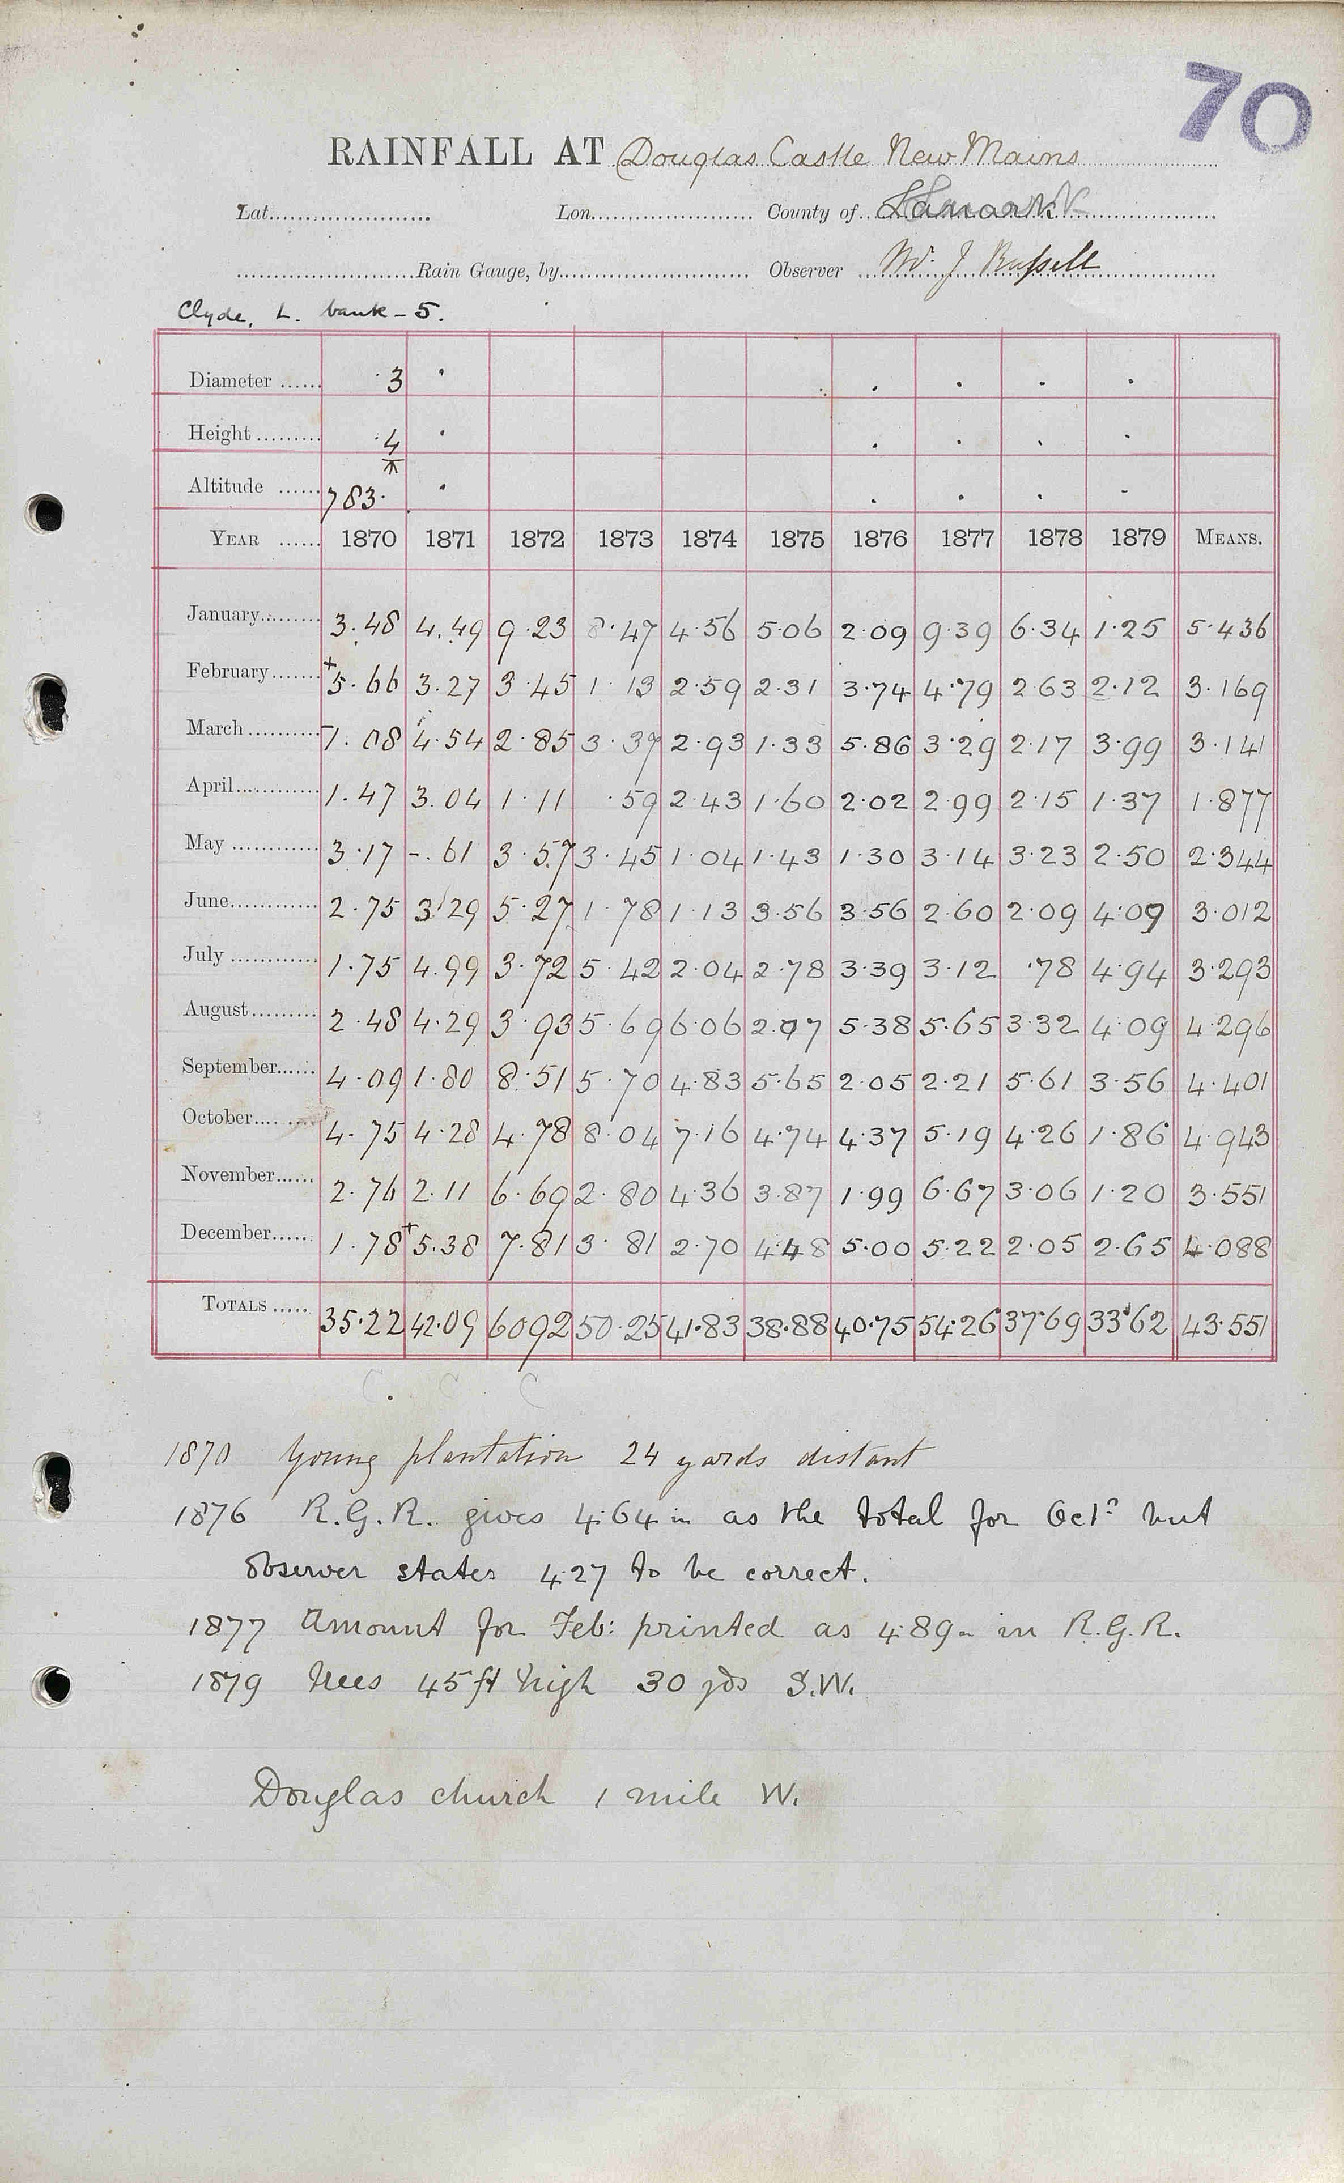 70
RAINFALL AT Douglas Castle New Mains
Lat. Lon. County of Lanark
Rain Gauge, by Observer Mr. J Russell
Clyde, L. bank - 5.
Diameter 3
Height 4
Altitude 783.
YEAR 1870 1871 1872 1873 1874 1875 1876 1877 1878 1879 MEANS.
January 3.48 4.49 9.23 8.47 4.56 5.06 2.09 9.39 6.34 1.25 5.436
February +5.66 3.27 3.45 1.13 2.59 2.31 3.74 4.79 2.63 2.12 3.169
March 1.08 4.54 2.85 3.37 2.93 1.33 5.86 3.29 2.17 3.99 3.141
April 1.47 3.04 1.11 .59 2.43 1.60 2.02 2.99 2.15 1.37 1.877
May 3.17 -.61 3.57 3.45 1.04 1.43 1.30 3.14 3.23 2.50 2.344
June 2.75 3.29 5.27 1.78 1.13 3.56 3.56 2.60 2.09 4.09 3.012
July 1.75 4.99 3.72 5.42 2.04 2.78 3.39 3.12 .78 4.94 3.293
August 2.48 4.29 3.93 5.69 6.06 2.07 5.38 5.65 3.32 4.09 4.296
September 4.09 1.80 8.51 5.70 4.83 5.65 2.05 2.21 5.61 3.56 4.401
October 4.75 4.28 4.78 8.04 7.16 4.74 4.37 5.19 4.26 1.86 4.943
November 2.76 2.11 6.69 2.80 4.36 3.87 1.99 6.67 3.06 1.20 3.551
December 1.78 +5.38 7.81 3.81 2.70 4.48 5.00 5.22 2.05 2.65 4.088
TOTALS 35.22 42.09 60.92 50.25 41.83 38.88 40.75 54.26 37.69 33.62 43.551
1870 Young plantation 24 yards distant
1876 R.G.R. gives 4.64 in as the total for Octr but
observer states 4.27 to be correct.
1877 Amount for Feb: printed as 4.89 in in R.G.R.
1879 Trees 45 ft high 30 yds S.W.
Douglas church 1 mile W.